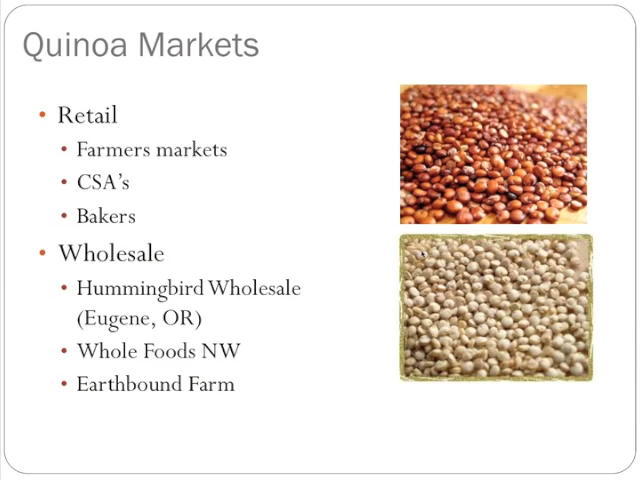 Quinoa Markets
• Retail
• Farmers markets
• CSA’s
• Bakers
• Wholesale
• Hummingbird Wholesale
(Eugene, OR)
• Whole Foods NW
• Earthbound Farm